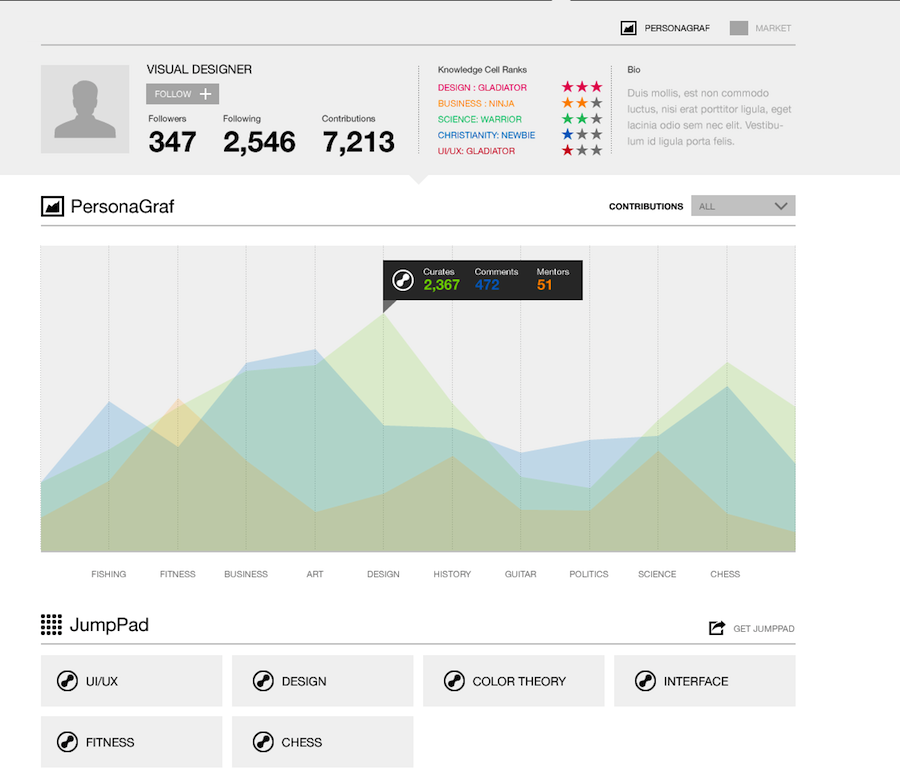 PERSONAGRAF MARKET
VISUAL DESIGNER
FOLLOW
Followers Following Contributions
347 2,546 7,213
Knowledge Cell Ranks
DESIGN : GLADIATOR
BUSINESS : NINJA
SCIENCE: WARRIOR
CHRISTIANITY: NEWBIE
UI/UX: GLADIATOR
Bio
Duis mollis, est non commodo
luctus, nisi erat porttitor ligula, eget
lacinia odio sem nec elit. Vestibu-
lum id ligula porta felis.
PersonaGraf
CONTRIBUTIONS ALL
Curates Comments Mentors
2,367 472 51
FISHING FITNESS BUSINESS ART DESIGN HISTORY GUITAR POLITICS SCIENCE CHESS
JumpPad
GET JUMPPAD
UI/UX DESIGN COLOR THEORY INTERFACE
FITNESS CHESS